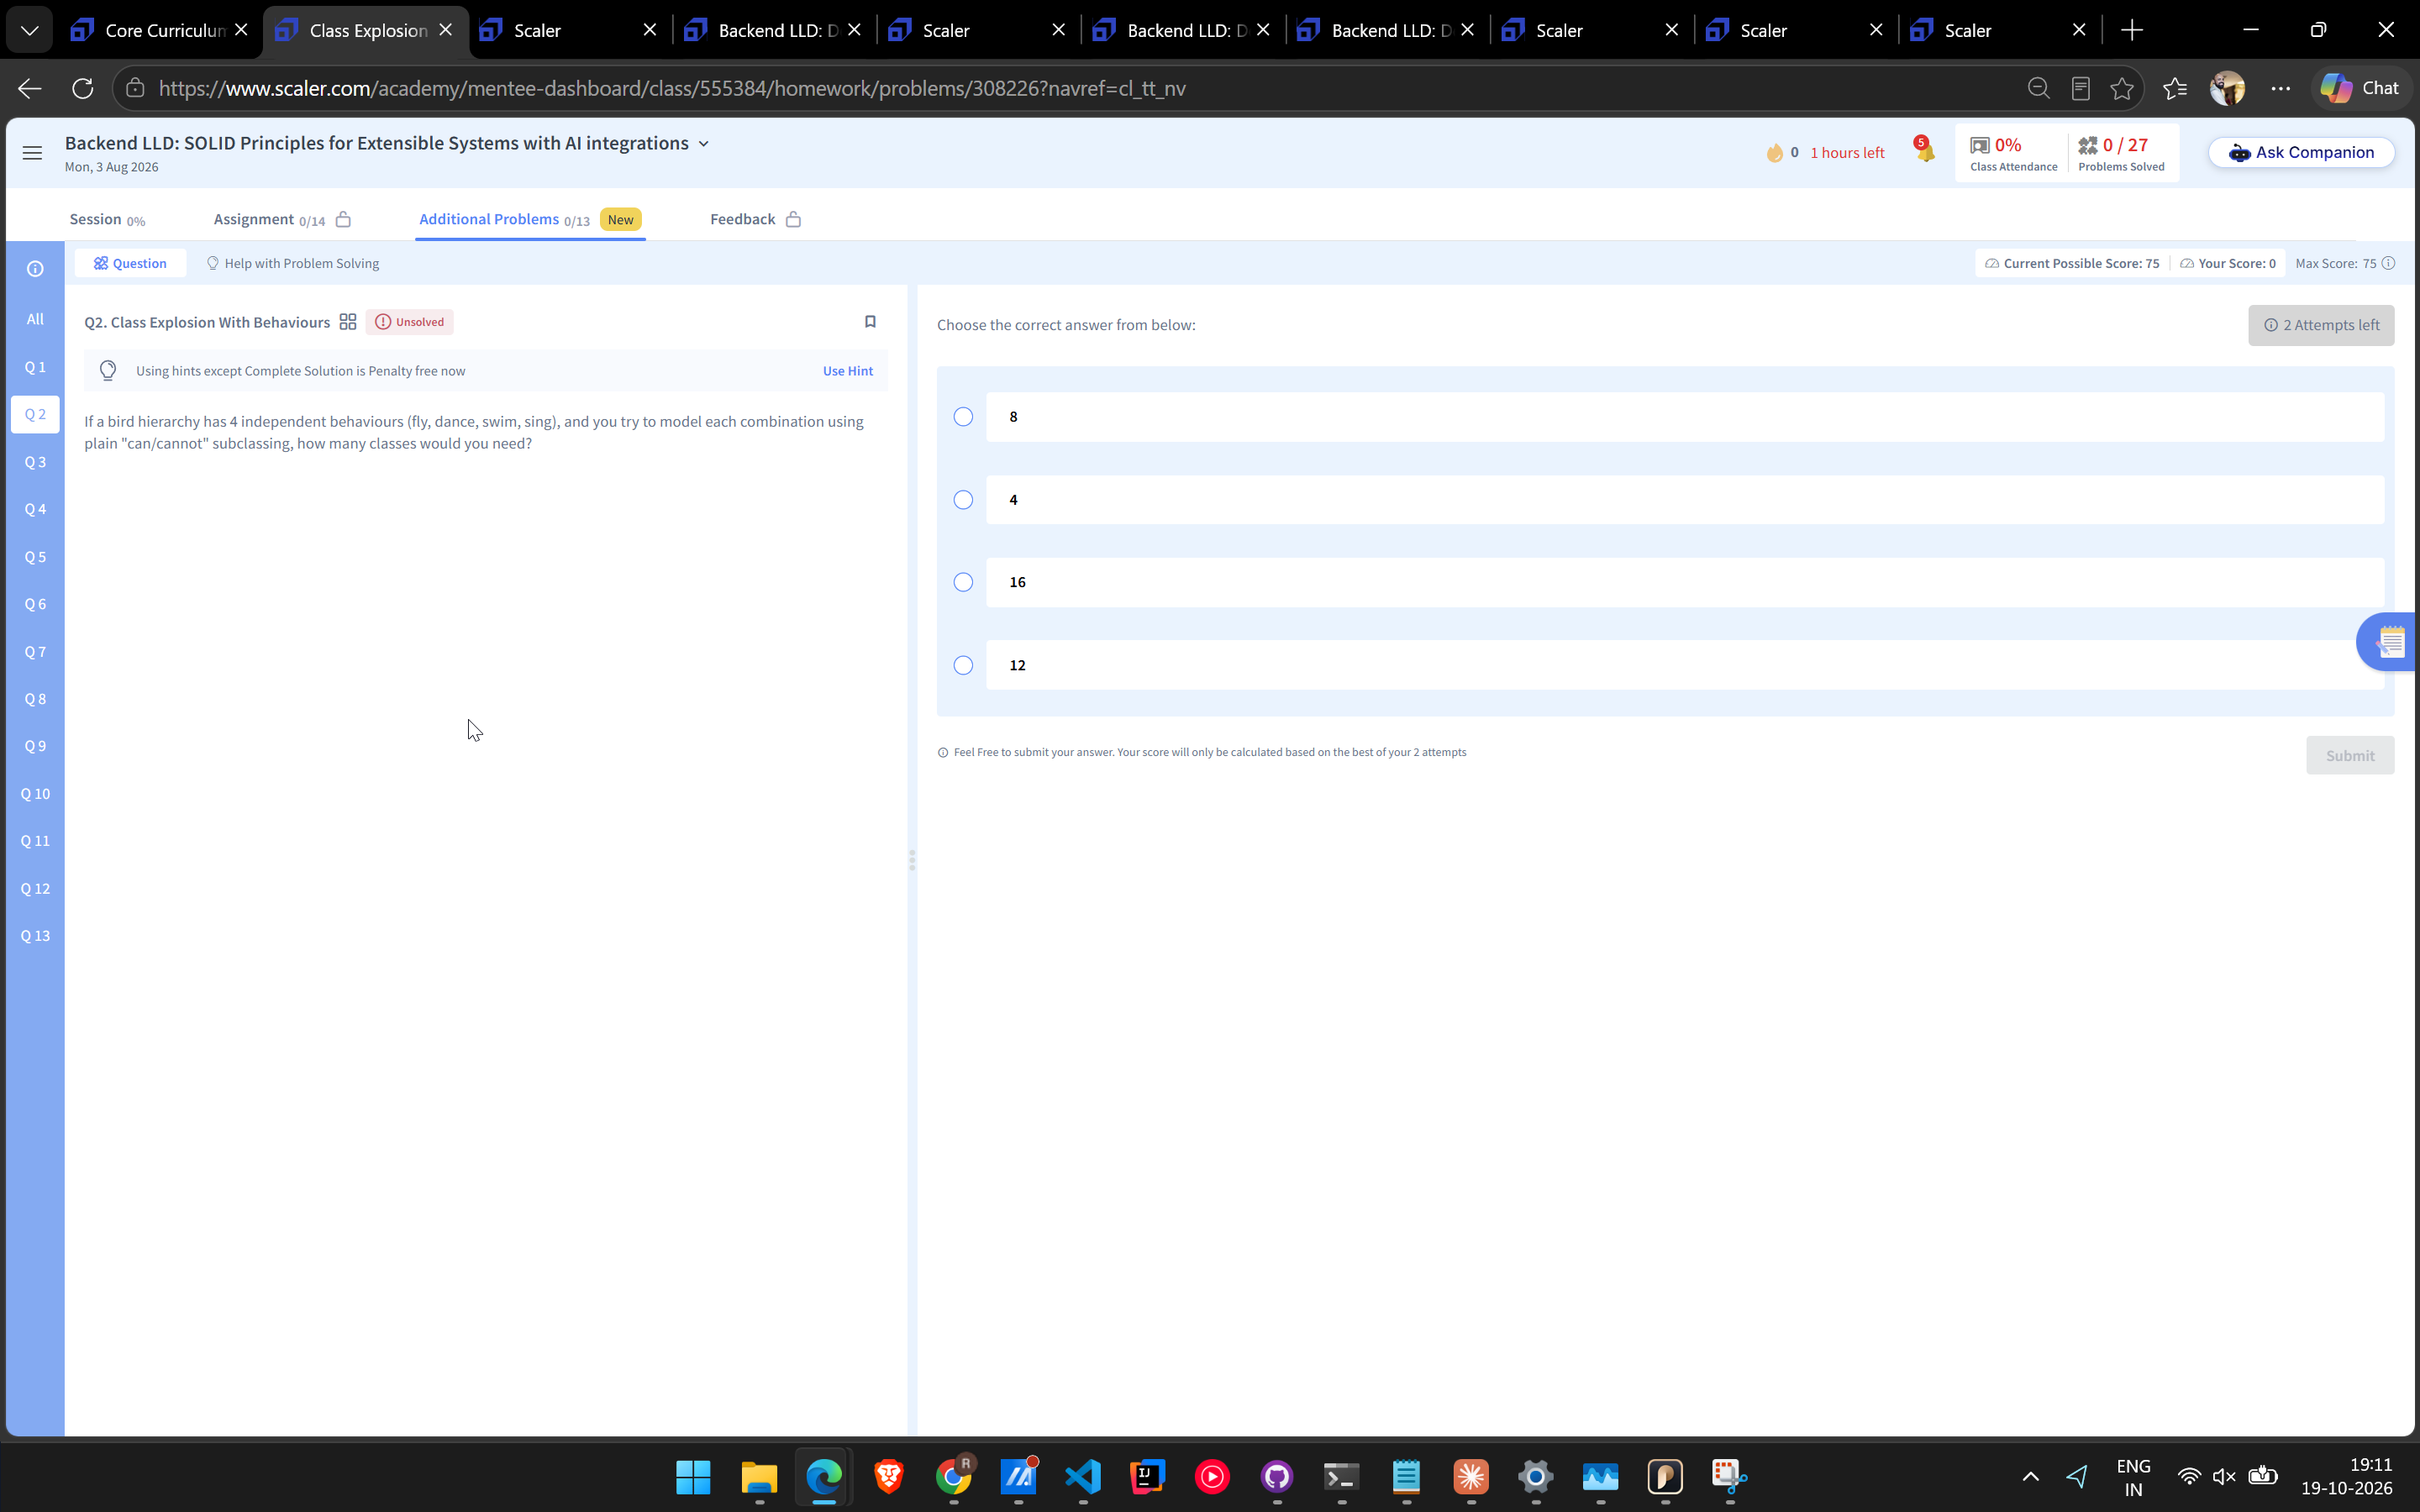 Core Curriculum
Class Explosion
Scaler
Backend LLD: D
Scaler
Backend LLD: D
Backend LLD: D
Scaler
Scaler
Scaler
https://www.scaler.com/academy/mentee-dashboard/class/555384/homework/problems/308226?navref=cl_tt_nv
Chat
Backend LLD: SOLID Principles for Extensible Systems with AI integrations
Mon, 3 Aug 2026
0 1 hours left
5
0%
Class Attendance
0 / 27
Problems Solved
Ask Companion
Session 0%
Assignment 0/14
Additional Problems 0/13 New
Feedback
Question
Help with Problem Solving
Current Possible Score: 75
Your Score: 0
Max Score: 75
All
Q 1
Q 2
Q 3
Q 4
Q 5
Q 6
Q 7
Q 8
Q 9
Q 10
Q 11
Q 12
Q 13
Q2. Class Explosion With Behaviours
Unsolved
Using hints except Complete Solution is Penalty free now
Use Hint
If a bird hierarchy has 4 independent behaviours (fly, dance, swim, sing), and you try to model each combination using
plain "can/cannot" subclassing, how many classes would you need?
Choose the correct answer from below:
2 Attempts left
8
4
16
12
Feel Free to submit your answer. Your score will only be calculated based on the best of your 2 attempts
Submit
R
IJ
ENG
IN
19:11
19-10-2026